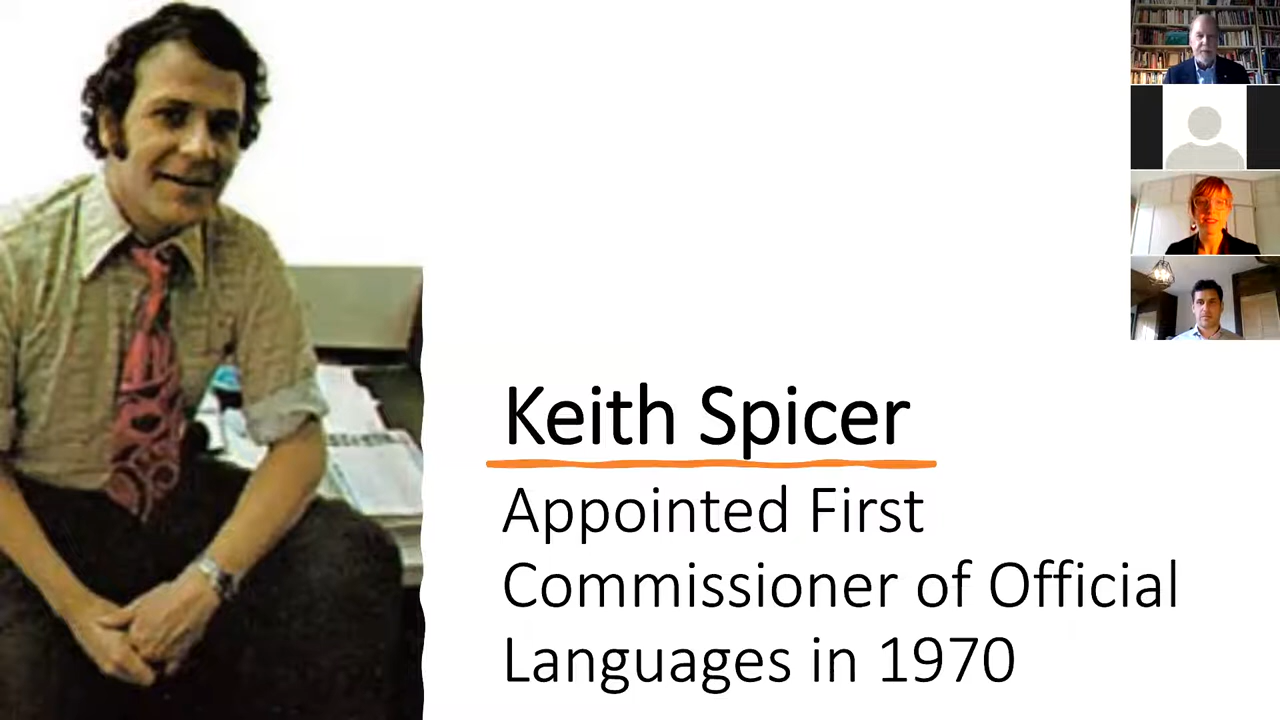 Keith Spicer
Appointed First
Commissioner of Official
Languages in 1970